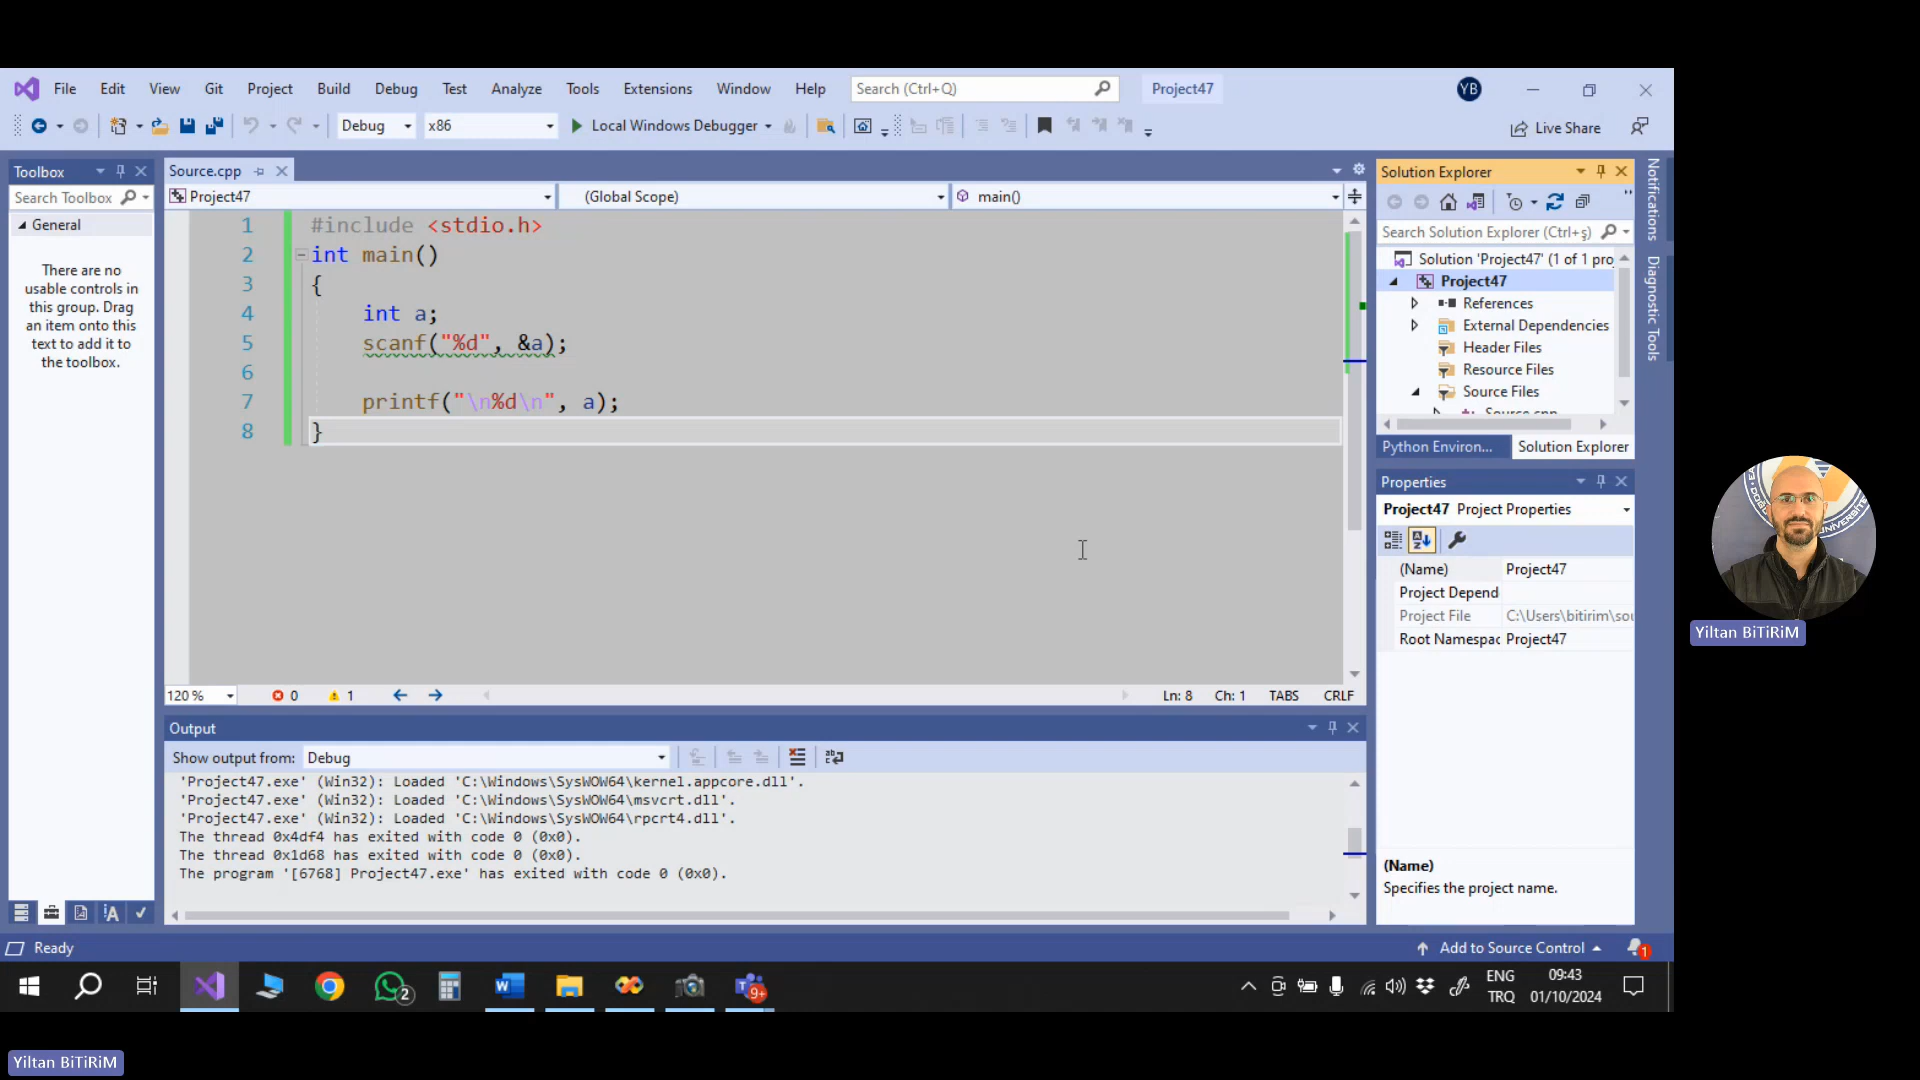 File Edit View Git Project Build Debug Test Analyze Tools Extensions Window Help Search (Ctrl+Q) Project47 YB
Debug x86 Local Windows Debugger Live Share
Toolbox
Search Toolbox
General
There are no
usable controls in
this group. Drag
an item onto this
text to add it to
the toolbox.
Source.cpp
Project47 (Global Scope) main()
1 #include <stdio.h>
2 int main()
3 {
4 int a;
5 scanf("%d", &a);
6
7 printf("\n%d\n", a);
8 }
120 % 0 1 Ln: 8 Ch: 1 TABS CRLF
Output
Show output from: Debug
'Project47.exe' (Win32): Loaded 'C:\Windows\SysWOW64\kernel.appcore.dll'.
'Project47.exe' (Win32): Loaded 'C:\Windows\SysWOW64\msvcrt.dll'.
'Project47.exe' (Win32): Loaded 'C:\Windows\SysWOW64\rpcrt4.dll'.
The thread 0x4df4 has exited with code 0 (0x0).
The thread 0x1d68 has exited with code 0 (0x0).
The program '[6768] Project47.exe' has exited with code 0 (0x0).
Solution Explorer
Search Solution Explorer (Ctrl+ş)
Solution 'Project47' (1 of 1 pro
Project47
References
External Dependencies
Header Files
Resource Files
Source Files
Source.cpp
Python Environ... Solution Explorer
Properties
Project47 Project Properties
(Name) Project47
Project Depend
Project File C:\Users\bitirim\sou
Root Namespac Project47
(Name)
Specifies the project name.
Notifications
Diagnostic Tools
Ready Add to Source Control 1
2 9+ ENG 09:43
TRQ 01/10/2024
Yiltan BiTiRiM
Yiltan BiTiRiM